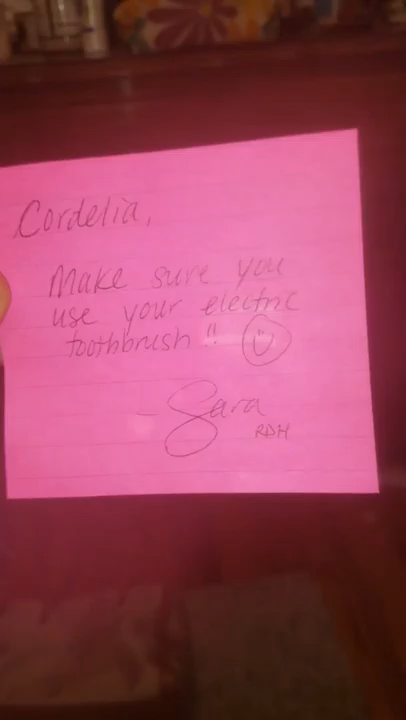 Cordelia,
Make sure you
use your electric
toothbrush!! ☺
- Sara
RDH